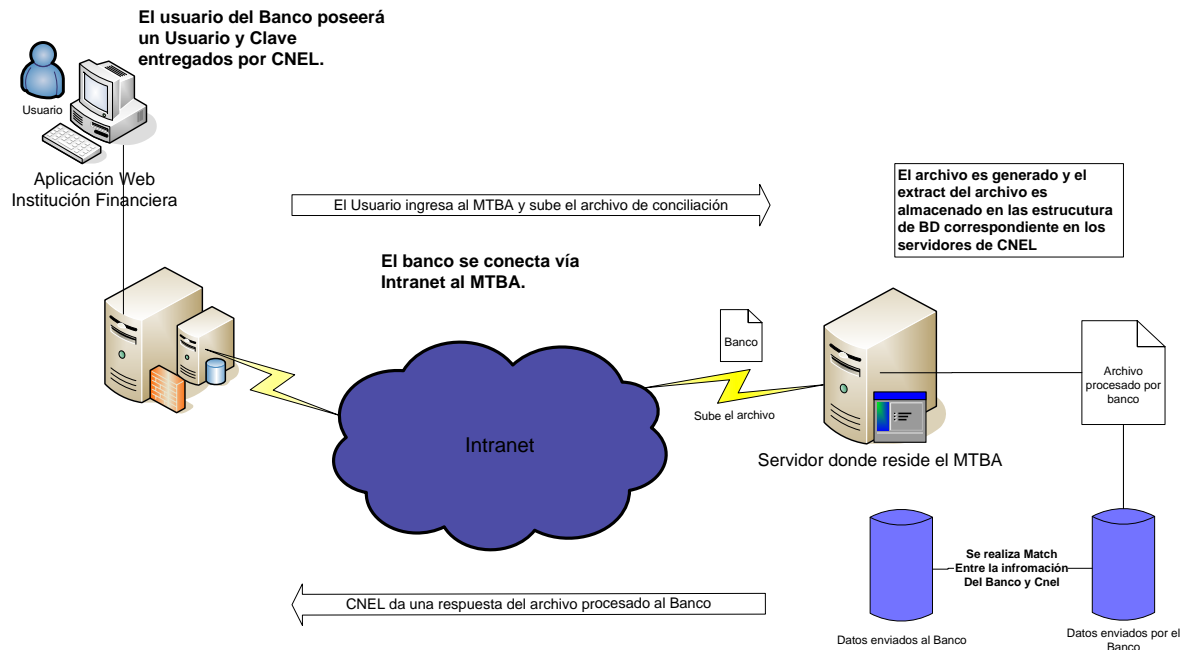 El usuario del Banco poseerá
un Usuario y Clave
entregados por CNEL.
Usuario
Aplicación Web
Institución Financiera
El Usuario ingresa al MTBA y sube el archivo de conciliación
El archivo es generado y el
extract del archivo es
almacenado en las estrucutura
de BD correspondiente en los
servidores de CNEL
El banco se conecta vía
Intranet al MTBA.
Banco
Sube el archivo
Intranet
Servidor donde reside el MTBA
Archivo
procesado por
banco
Se realiza Match
Entre la infromación
Del Banco y Cnel
CNEL da una respuesta del archivo procesado al Banco
Datos enviados al Banco
Datos enviados por el
Banco